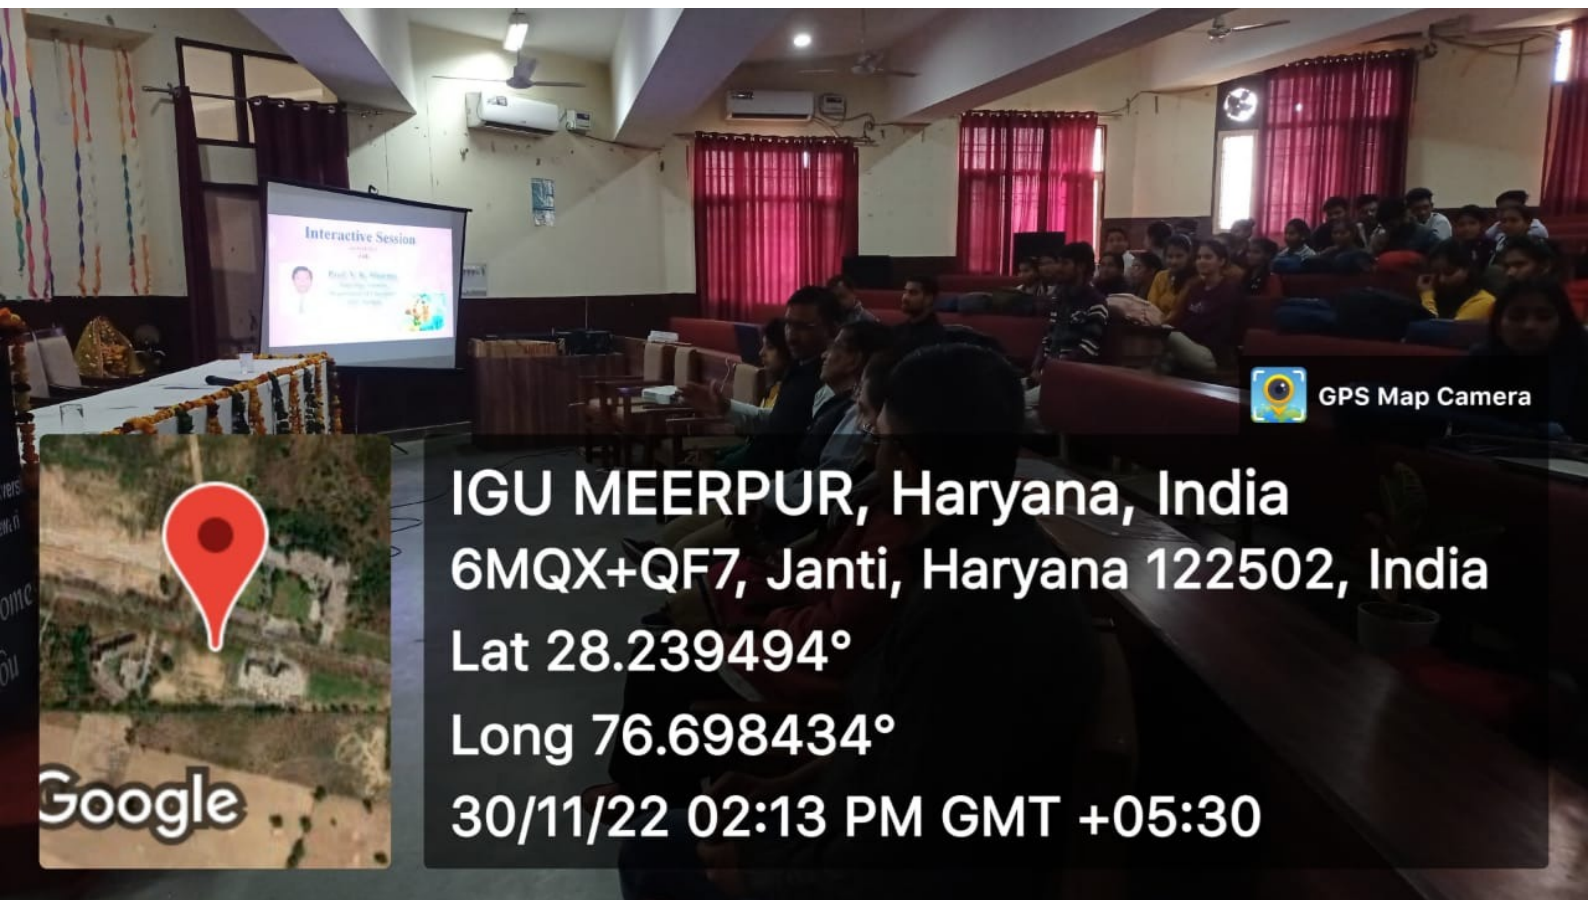 Interactive Session
GPS Map Camera
IGU MEERPUR, Haryana, India
6MQX+QF7, Janti, Haryana 122502, India
Lat 28.239494°
Long 76.698434°
30/11/22 02:13 PM GMT +05:30
Google